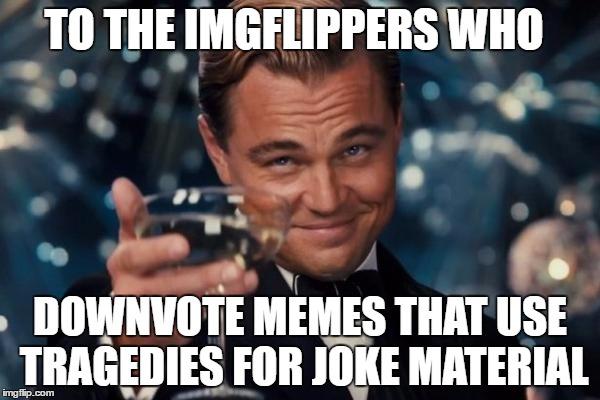 TO THE IMGFLIPPERS WHO
DOWNVOTE MEMES THAT USE
TRAGEDIES FOR JOKE MATERIAL
imgflip.com